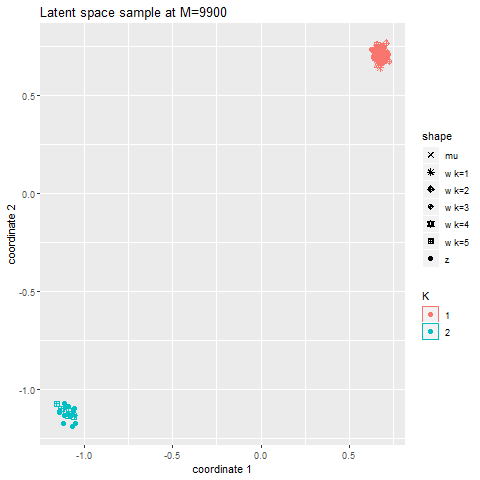 Latent space sample at M=9900
0.5
0.0
-0.5
-1.0
-1.0
-0.5
0.0
0.5
coordinate 1
coordinate 2
shape
mu
w k=1
w k=2
w k=3
w k=4
w k=5
z
K
1
2